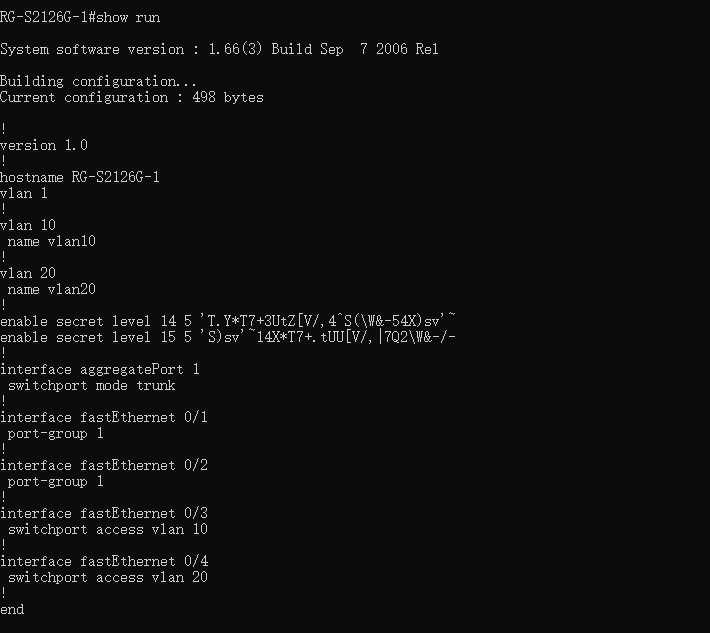 RG-S2126G-1#show run
System software version : 1.66(3) Build Sep  7 2006 Rel
Building configuration...
Current configuration : 498 bytes
!
version 1.0
!
hostname RG-S2126G-1
vlan 1
!
vlan 10
 name vlan10
!
vlan 20
 name vlan20
!
enable secret level 14 5 'T.Y*T7+3UtZ[V/,4^S(\W&-54X)sv'~
enable secret level 15 5 'S)sv'~14X*T7+.tUU[V/,|7Q2\W&-/-
!
interface aggregatePort 1
 switchport mode trunk
!
interface fastEthernet 0/1
 port-group 1
!
interface fastEthernet 0/2
 port-group 1
!
interface fastEthernet 0/3
 switchport access vlan 10
!
interface fastEthernet 0/4
 switchport access vlan 20
!
end